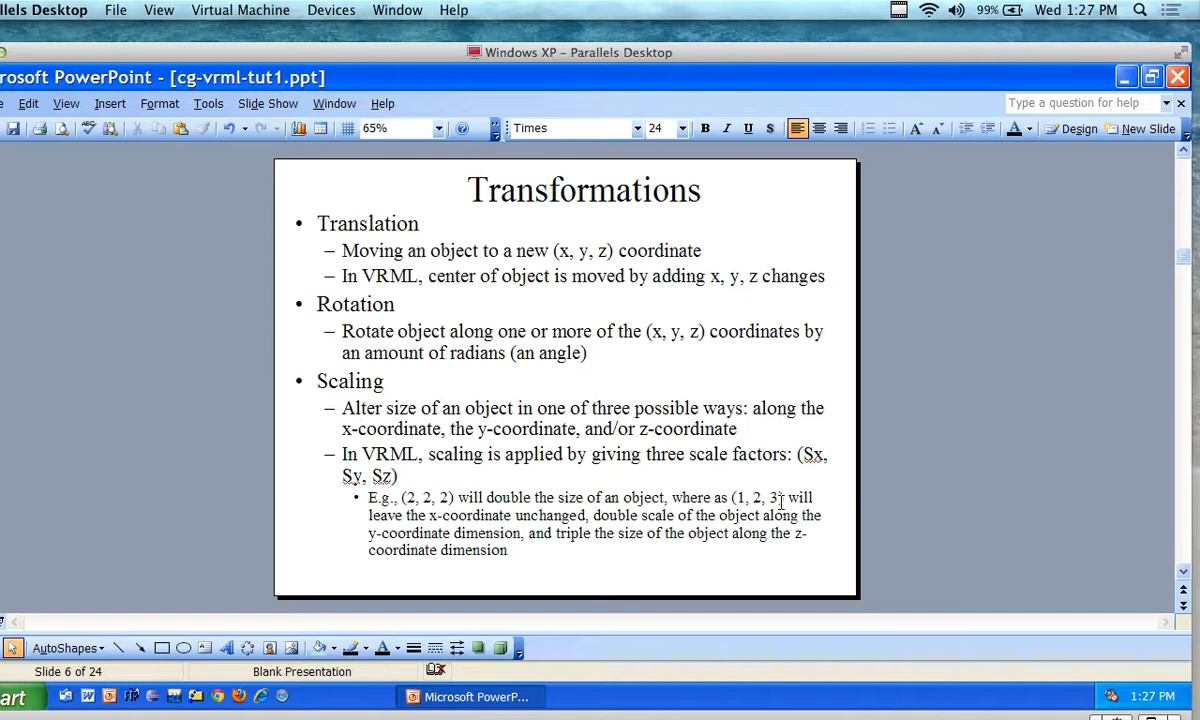 rallels Desktop File View Virtual Machine Devices Window Help 99% Wed 1:27 PM
Windows XP – Parallels Desktop
rosoft PowerPoint - [cg-vrml-tut1.ppt]
Edit View Insert Format Tools Slide Show Window Help Type a question for help
65% Times 24 B I U S A A A Design New Slide
Transformations
• Translation
– Moving an object to a new (x, y, z) coordinate
– In VRML, center of object is moved by adding x, y, z changes
• Rotation
– Rotate object along one or more of the (x, y, z) coordinates by
an amount of radians (an angle)
• Scaling
– Alter size of an object in one of three possible ways: along the
x-coordinate, the y-coordinate, and/or z-coordinate
– In VRML, scaling is applied by giving three scale factors: (Sx,
Sy, Sz)
• E.g., (2, 2, 2) will double the size of an object, where as (1, 2, 3) will
leave the x-coordinate unchanged, double scale of the object along the
y-coordinate dimension, and triple the size of the object along the z-
coordinate dimension
AutoShapes A
Slide 6 of 24 Blank Presentation
art Microsoft PowerP... 1:27 PM